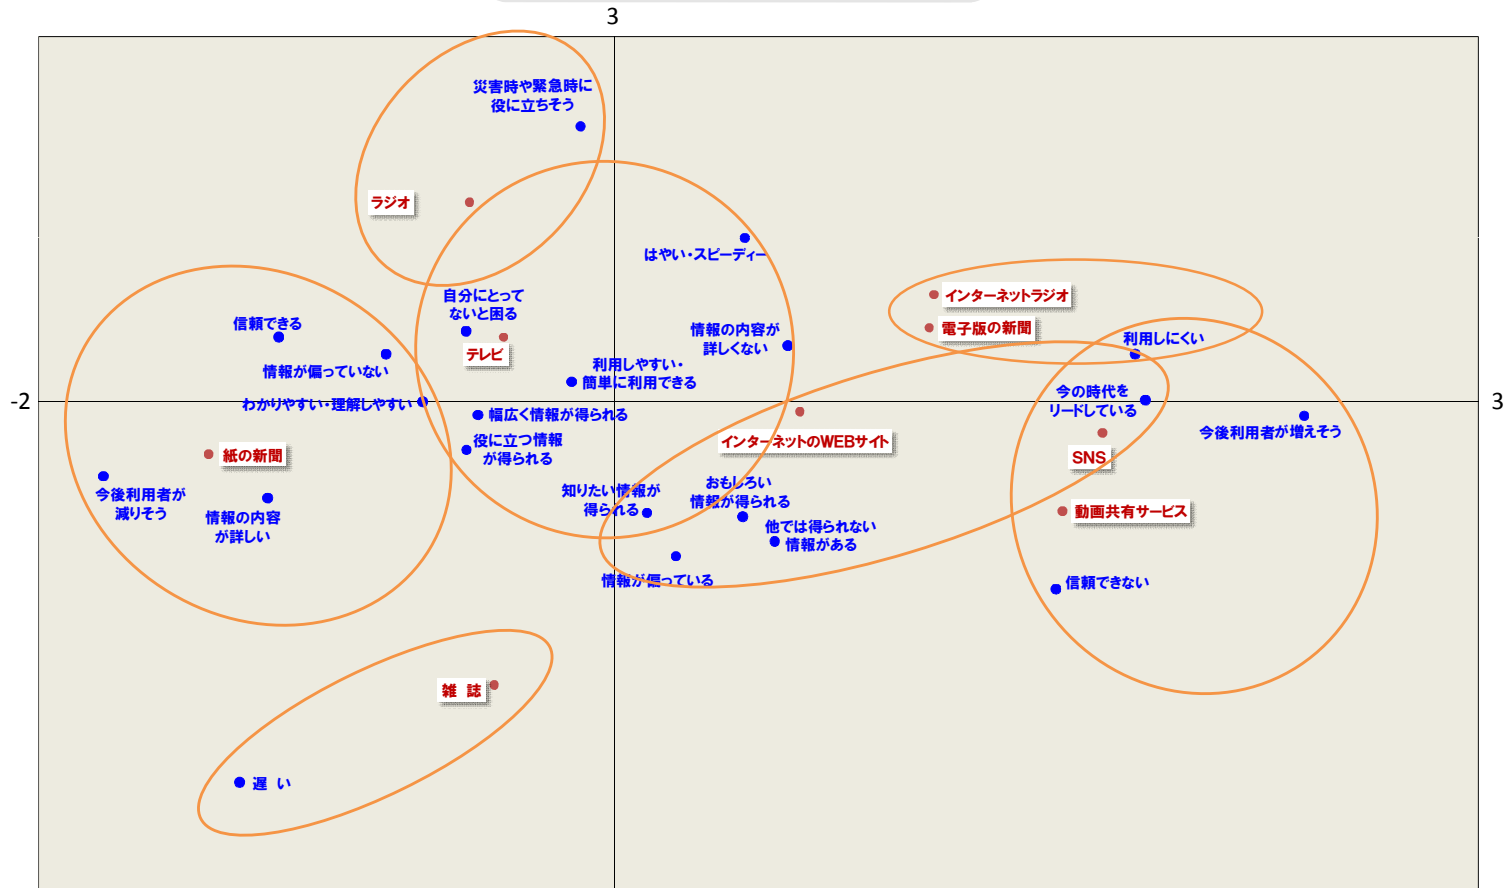 3
災害時や緊急時に
役に立ちそう
ラジオ
はやい・スピーディー
自分にとって
ないと困る
インターネットラジオ
信頼できる
電子版の新聞
情報の内容が
詳しくない
利用しにくい
テレビ
情報が偏っていない
利用しやすい・
簡単に利用できる
-2
わかりやすい・理解しやすい
今の時代を
リードしている
3
幅広く情報が得られる
今後利用者が増えそう
役に立つ情報
が得られる
インターネットのWEBサイト
紙の新聞
SNS
今後利用者が
減りそう
知りたい情報が
得られる
おもしろい
情報が得られる
動画共有サービス
情報の内容
が詳しい
他では得られない
情報がある
情報が偏っている
信頼できない
雑 誌
遅 い